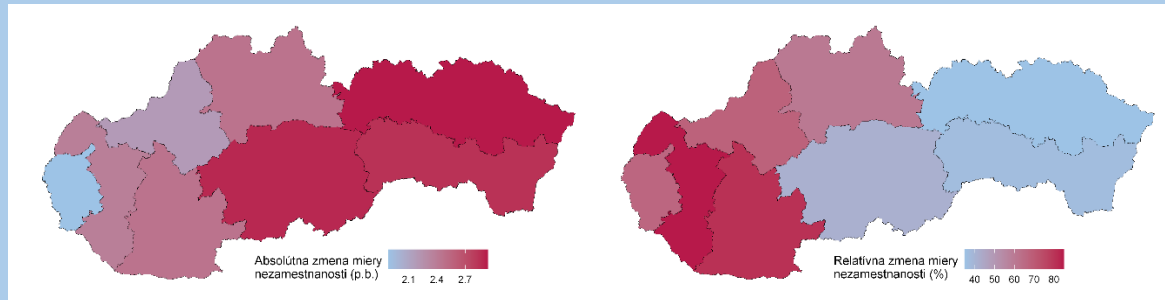 Absolútna zmena miery
nezamestnanosti (p.b.)
2.1 2.4 2.7
Relatívna zmena miery
nezamestnanosti (%)
40 50 60 70 80